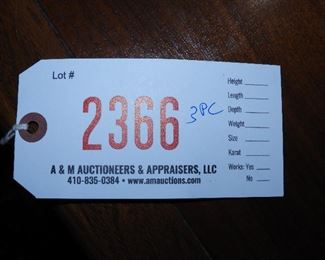 Lot #
2366 3PC
A & M AUCTIONEERS & APPRAISERS, LLC
410-835-0384 • www.amauctions.com
Height
Length
Depth
Weight
Size
Karat
Works: Yes
No